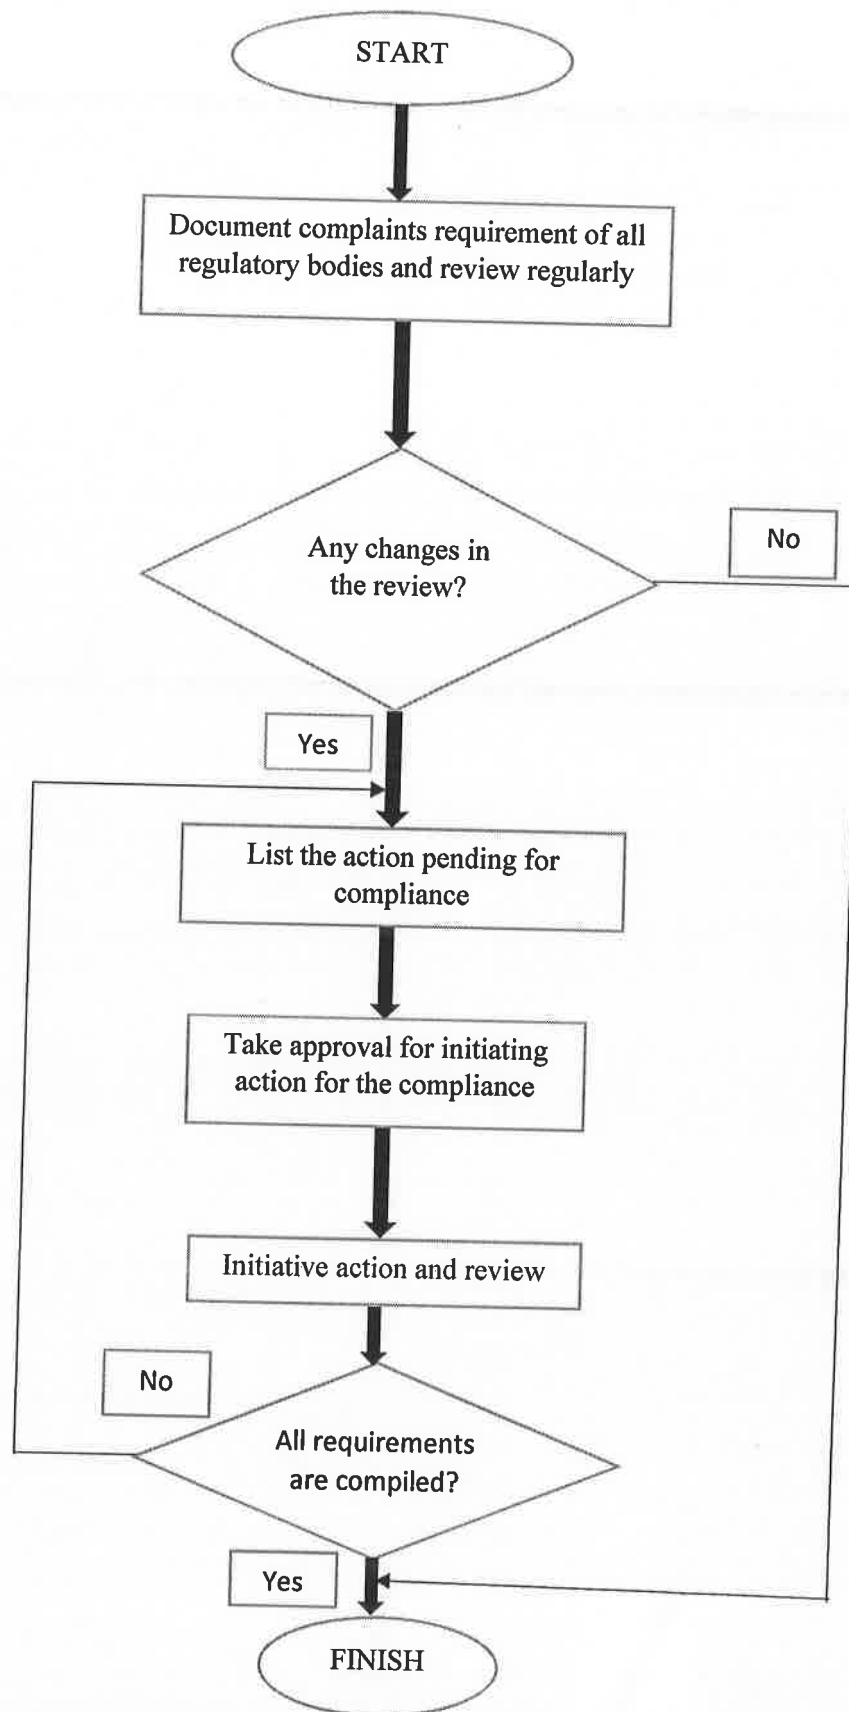 START
Document complaints requirement of all
regulatory bodies and review regularly
Any changes in
the review?
No
Yes
List the action pending for
compliance
Take approval for initiating
action for the compliance
Initiative action and review
No
All requirements
are compiled?
Yes
FINISH